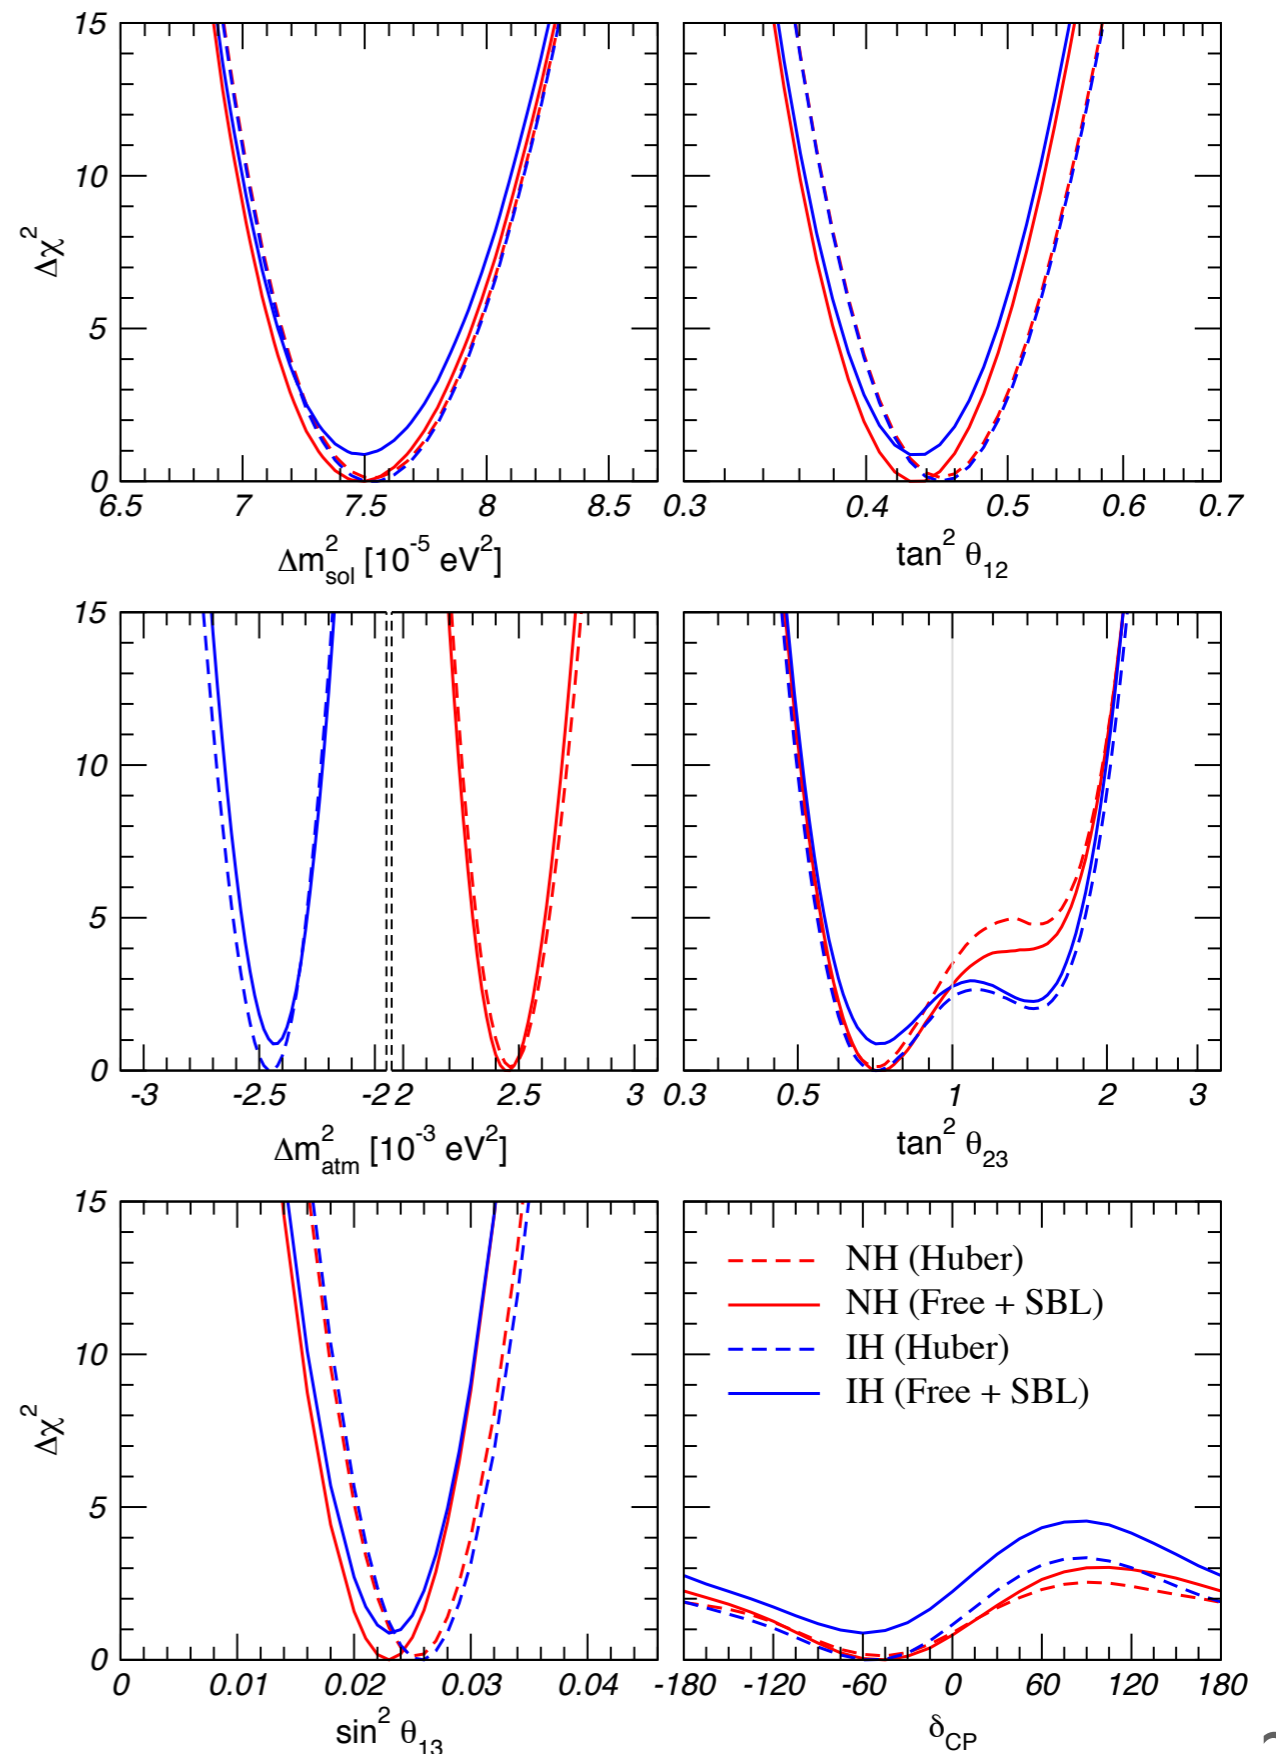 15
10
5
0
Δχ²
6.5 7 7.5 8 8.5
Δm²sol [10⁻⁵ eV²]
0.3 0.4 0.5 0.6 0.7
tan² θ₁₂
15
10
5
0
-3 -2.5 -2 2 2.5 3
Δm²atm [10⁻³ eV²]
0.3 0.5 1 2 3
tan² θ₂₃
15
10
5
0
Δχ²
0 0.01 0.02 0.03 0.04
sin² θ₁₃
NH (Huber)
NH (Free + SBL)
IH (Huber)
IH (Free + SBL)
-180 -120 -60 0 60 120 180
δCP